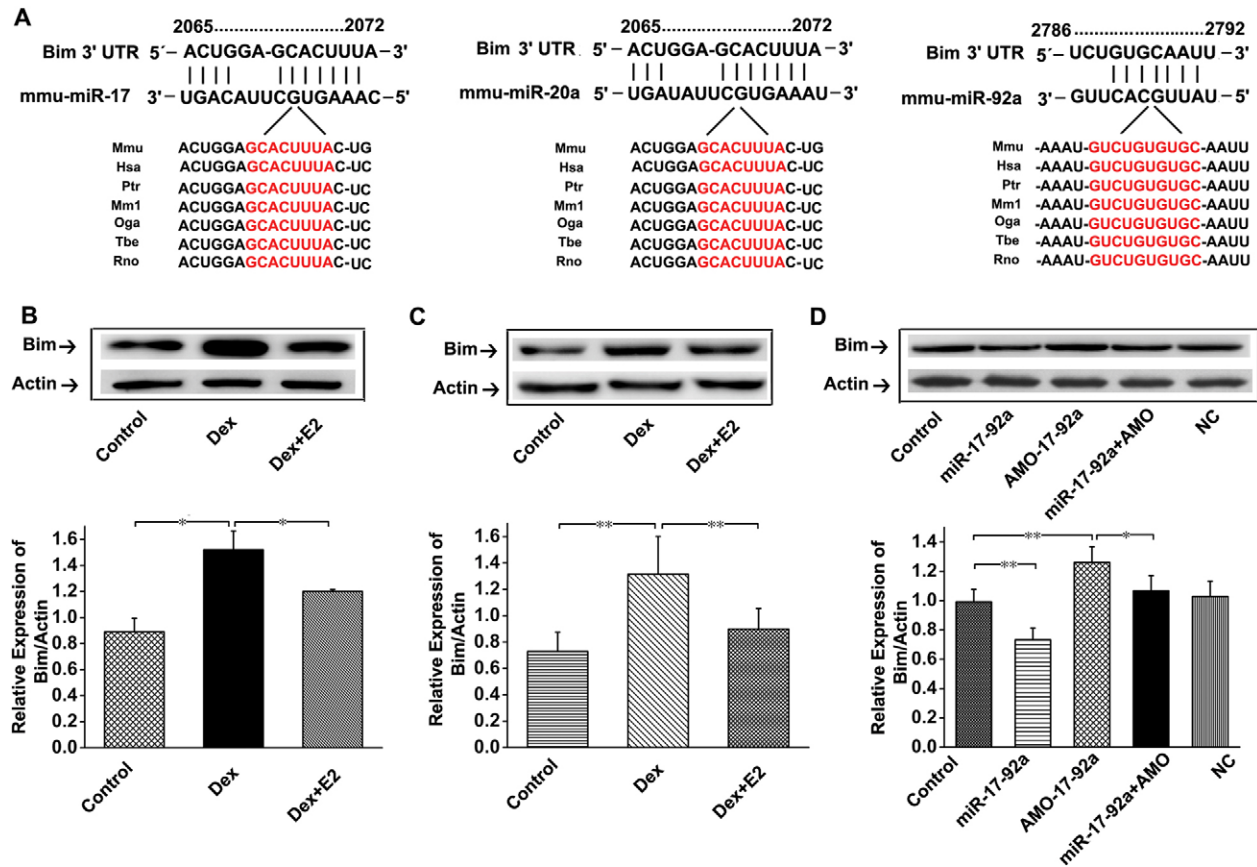 A
2065..............2072
Bim 3' UTR 5´– ACUGGA-GCACUUUA–3'
mmu-miR-17 3'–UGACAUUCGUGAAAC–5'
Mmu ACUGGAGCACUUUAC-UG
Hsa ACUGGAGCACUUUAC-UC
Ptr ACUGGAGCACUUUAC-UC
Mm1 ACUGGAGCACUUUAC-UC
Oga ACUGGAGCACUUUAC-UC
Tbe ACUGGAGCACUUUAC-UC
Rno ACUGGAGCACUUUAC-UC
2065..............2072
Bim 3' UTR 5´– ACUGGA-GCACUUUA–3'
mmu-miR-20a 5'–UGAUAUUCGUGAAAU–3'
Mmu ACUGGAGCACUUUAC-UG
Hsa ACUGGAGCACUUUAC-UC
Ptr ACUGGAGCACUUUAC-UC
Mm1 ACUGGAGCACUUUAC-UC
Oga ACUGGAGCACUUUAC-UC
Tbe ACUGGAGCACUUUAC-UC
Rno ACUGGAGCACUUUAC-UC
2786..................2792
Bim 3' UTR 5´– UCUGUGCAAUU–3'
mmu-miR-92a 3'–GUUCACGUUAU–5'
Mmu -AAAU-GUCUGUGUGC-AAUU
Hsa -AAAU-GUCUGUGUGC-AAUU
Ptr -AAAU-GUCUGUGUGC-AAUU
Mm1 -AAAU-GUCUGUGUGC-AAUU
Oga -AAAU-GUCUGUGUGC-AAUU
Tbe -AAAU-GUCUGUGUGC-AAUU
Rno -AAAU-GUCUGUGUGC-AAUU
B
Bim→
Actin→
Control
Dex
Dex+E2
Relative Expression of
Bim/Actin
1.6
1.4
1.2
1.0
0.8
0.6
0.4
0.2
0.0
*
*
Control
Dex
Dex+E2
C
Bim→
Actin→
Control
Dex
Dex+E2
Relative Expression of
Bim/Actin
1.6
1.4
1.2
1.0
0.8
0.6
0.4
0.2
0.0
**
**
Control
Dex
Dex+E2
D
Bim→
Actin→
Control
miR-17-92a
AMO-17-92a
miR-17-92a+AMO
NC
Relative Expression of
Bim/Actin
1.4
1.2
1.0
0.8
0.6
0.4
0.2
0.0
**
*
**
Control
miR-17-92a
AMO-17-92a
miR-17-92a+AMO
NC